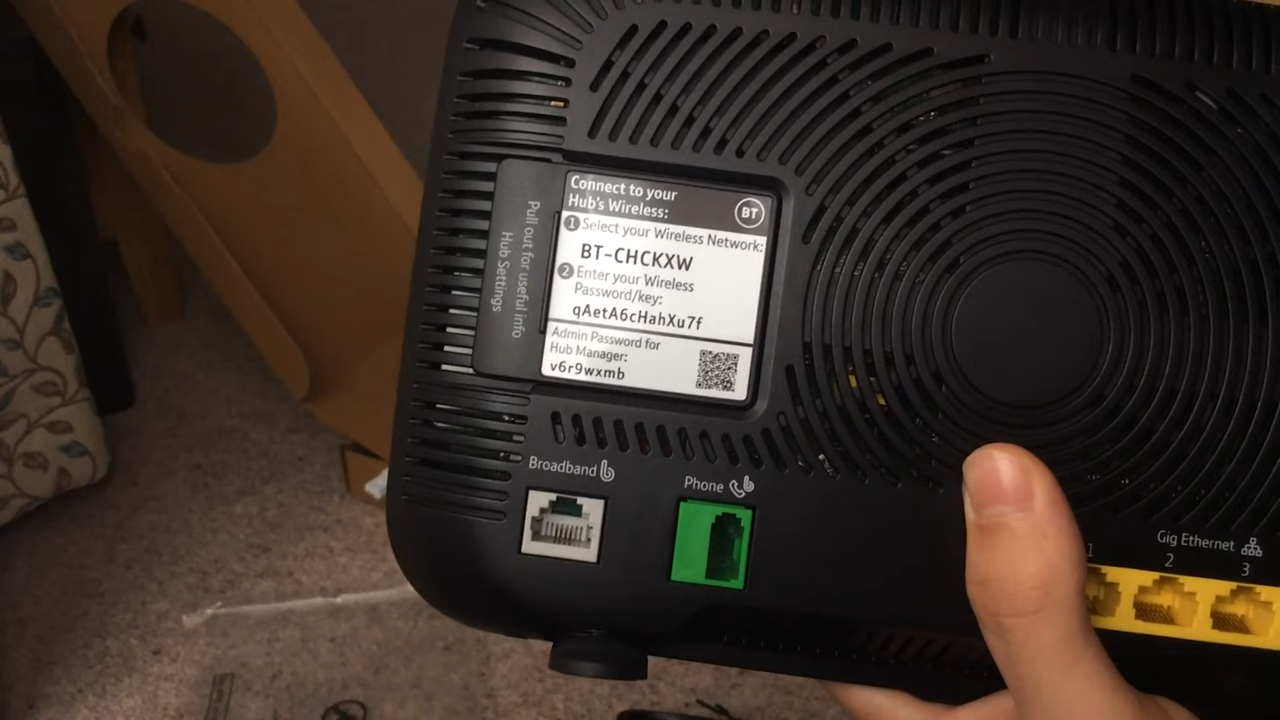 Connect to your
Hub's Wireless:
BT
1 Select your Wireless Network:
BT-CHCKXW
2 Enter your Wireless
Password/key:
qAetA6cHahXu7f
Admin Password for
Hub Manager:
v6r9wxmb
Pull out for useful info
Hub Settings
Broadband
Phone
Gig Ethernet
1
2
3